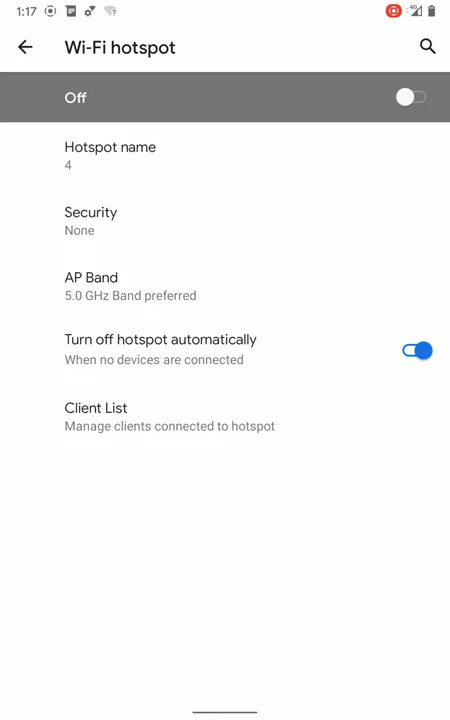 1:17
4G
Wi-Fi hotspot
Off
Hotspot name
4
Security
None
AP Band
5.0 GHz Band preferred
Turn off hotspot automatically
When no devices are connected
Client List
Manage clients connected to hotspot